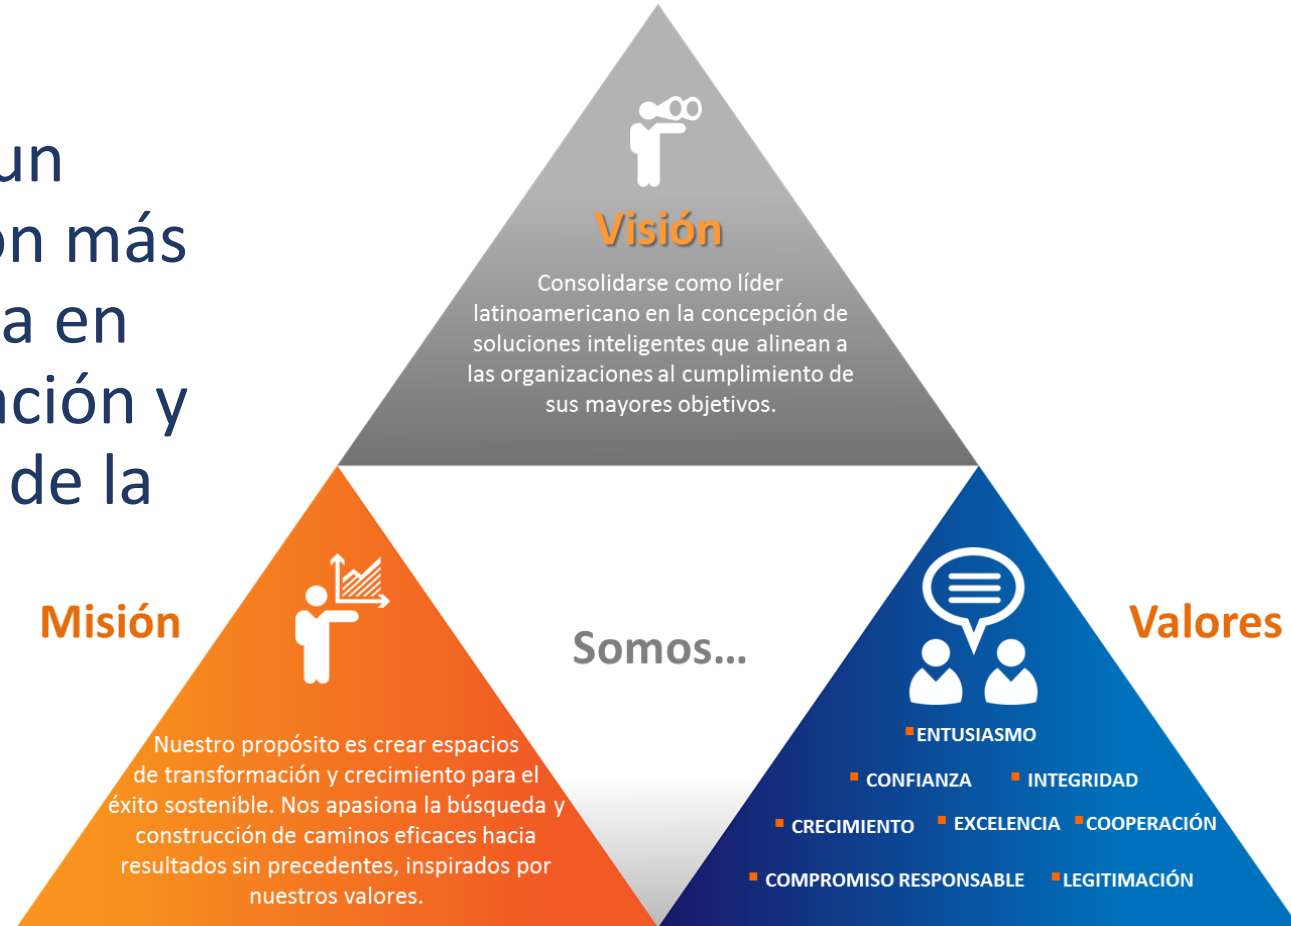 un
ón más
a en
ación y
de la
Visión
Consolidarse como líder
latinoamericano en la concepción de
soluciones inteligentes que alinean a
las organizaciones al cumplimiento de
sus mayores objetivos.
Misión
Nuestro propósito es crear espacios
de transformación y crecimiento para el
éxito sostenible. Nos apasiona la búsqueda y
construcción de caminos eficaces hacia
resultados sin precedentes, inspirados por
nuestros valores.
Somos...
Valores
ENTUSIASMO
CONFIANZA INTEGRIDAD
CRECIMIENTO EXCELENCIA COOPERACIÓN
COMPROMISO RESPONSABLE LEGITIMACIÓN